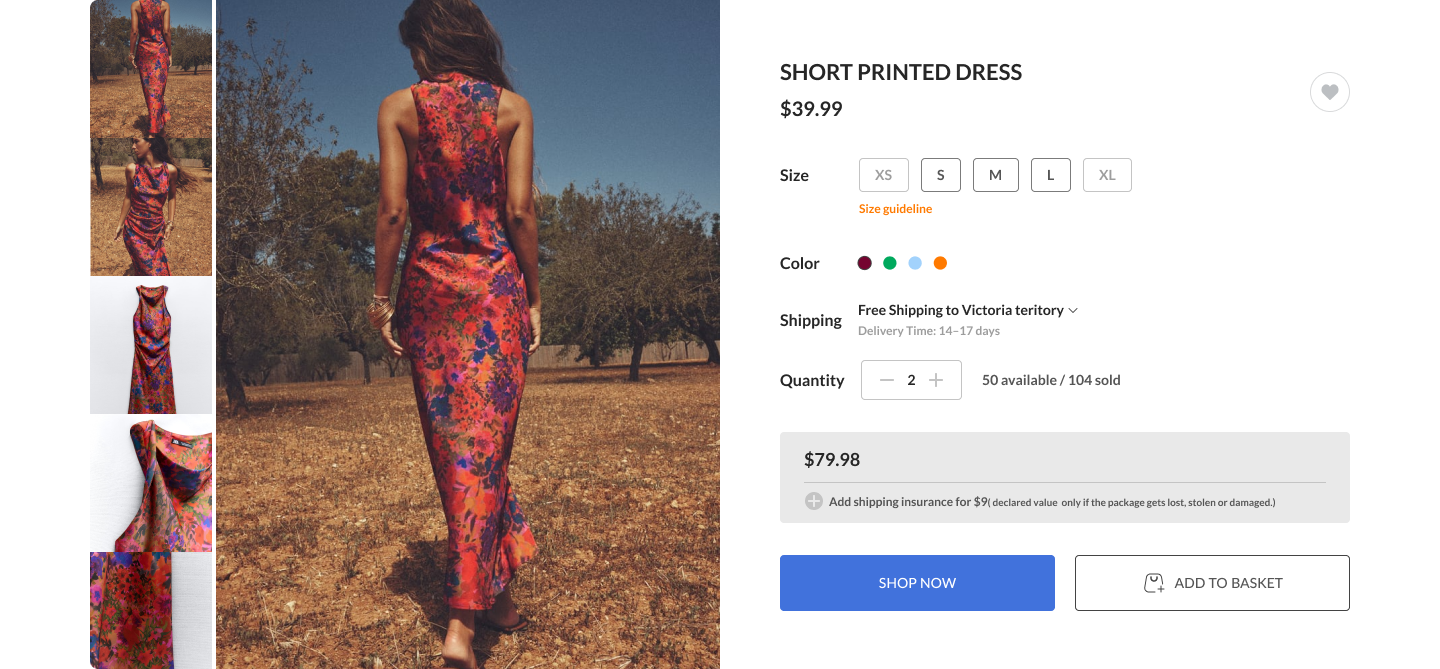 SHORT PRINTED DRESS
$39.99
Size XS S M L XL
Size guideline
Color
Shipping Free Shipping to Victoria teritory
Delivery Time: 14–17 days
Quantity 2 50 available / 104 sold
$79.98
Add shipping insurance for $9( declared value only if the package gets lost, stolen or damaged.)
SHOP NOW ADD TO BASKET